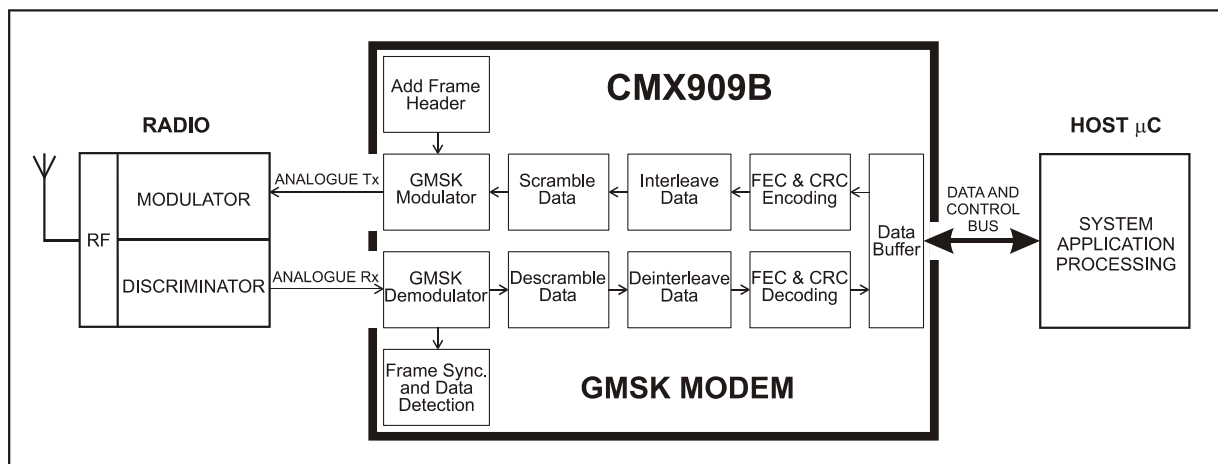 CMX909B
Add Frame
Header
RADIO
HOST µC
RF
MODULATOR
DISCRIMINATOR
ANALOGUE Tx
ANALOGUE Rx
GMSK
Modulator
Scramble
Data
Interleave
Data
FEC & CRC
Encoding
Data
Buffer
DATA AND
CONTROL
BUS
SYSTEM
APPLICATION
PROCESSING
GMSK
Demodulator
Descramble
Data
Deinterleave
Data
FEC & CRC
Decoding
Frame Sync.
and Data
Detection
GMSK MODEM